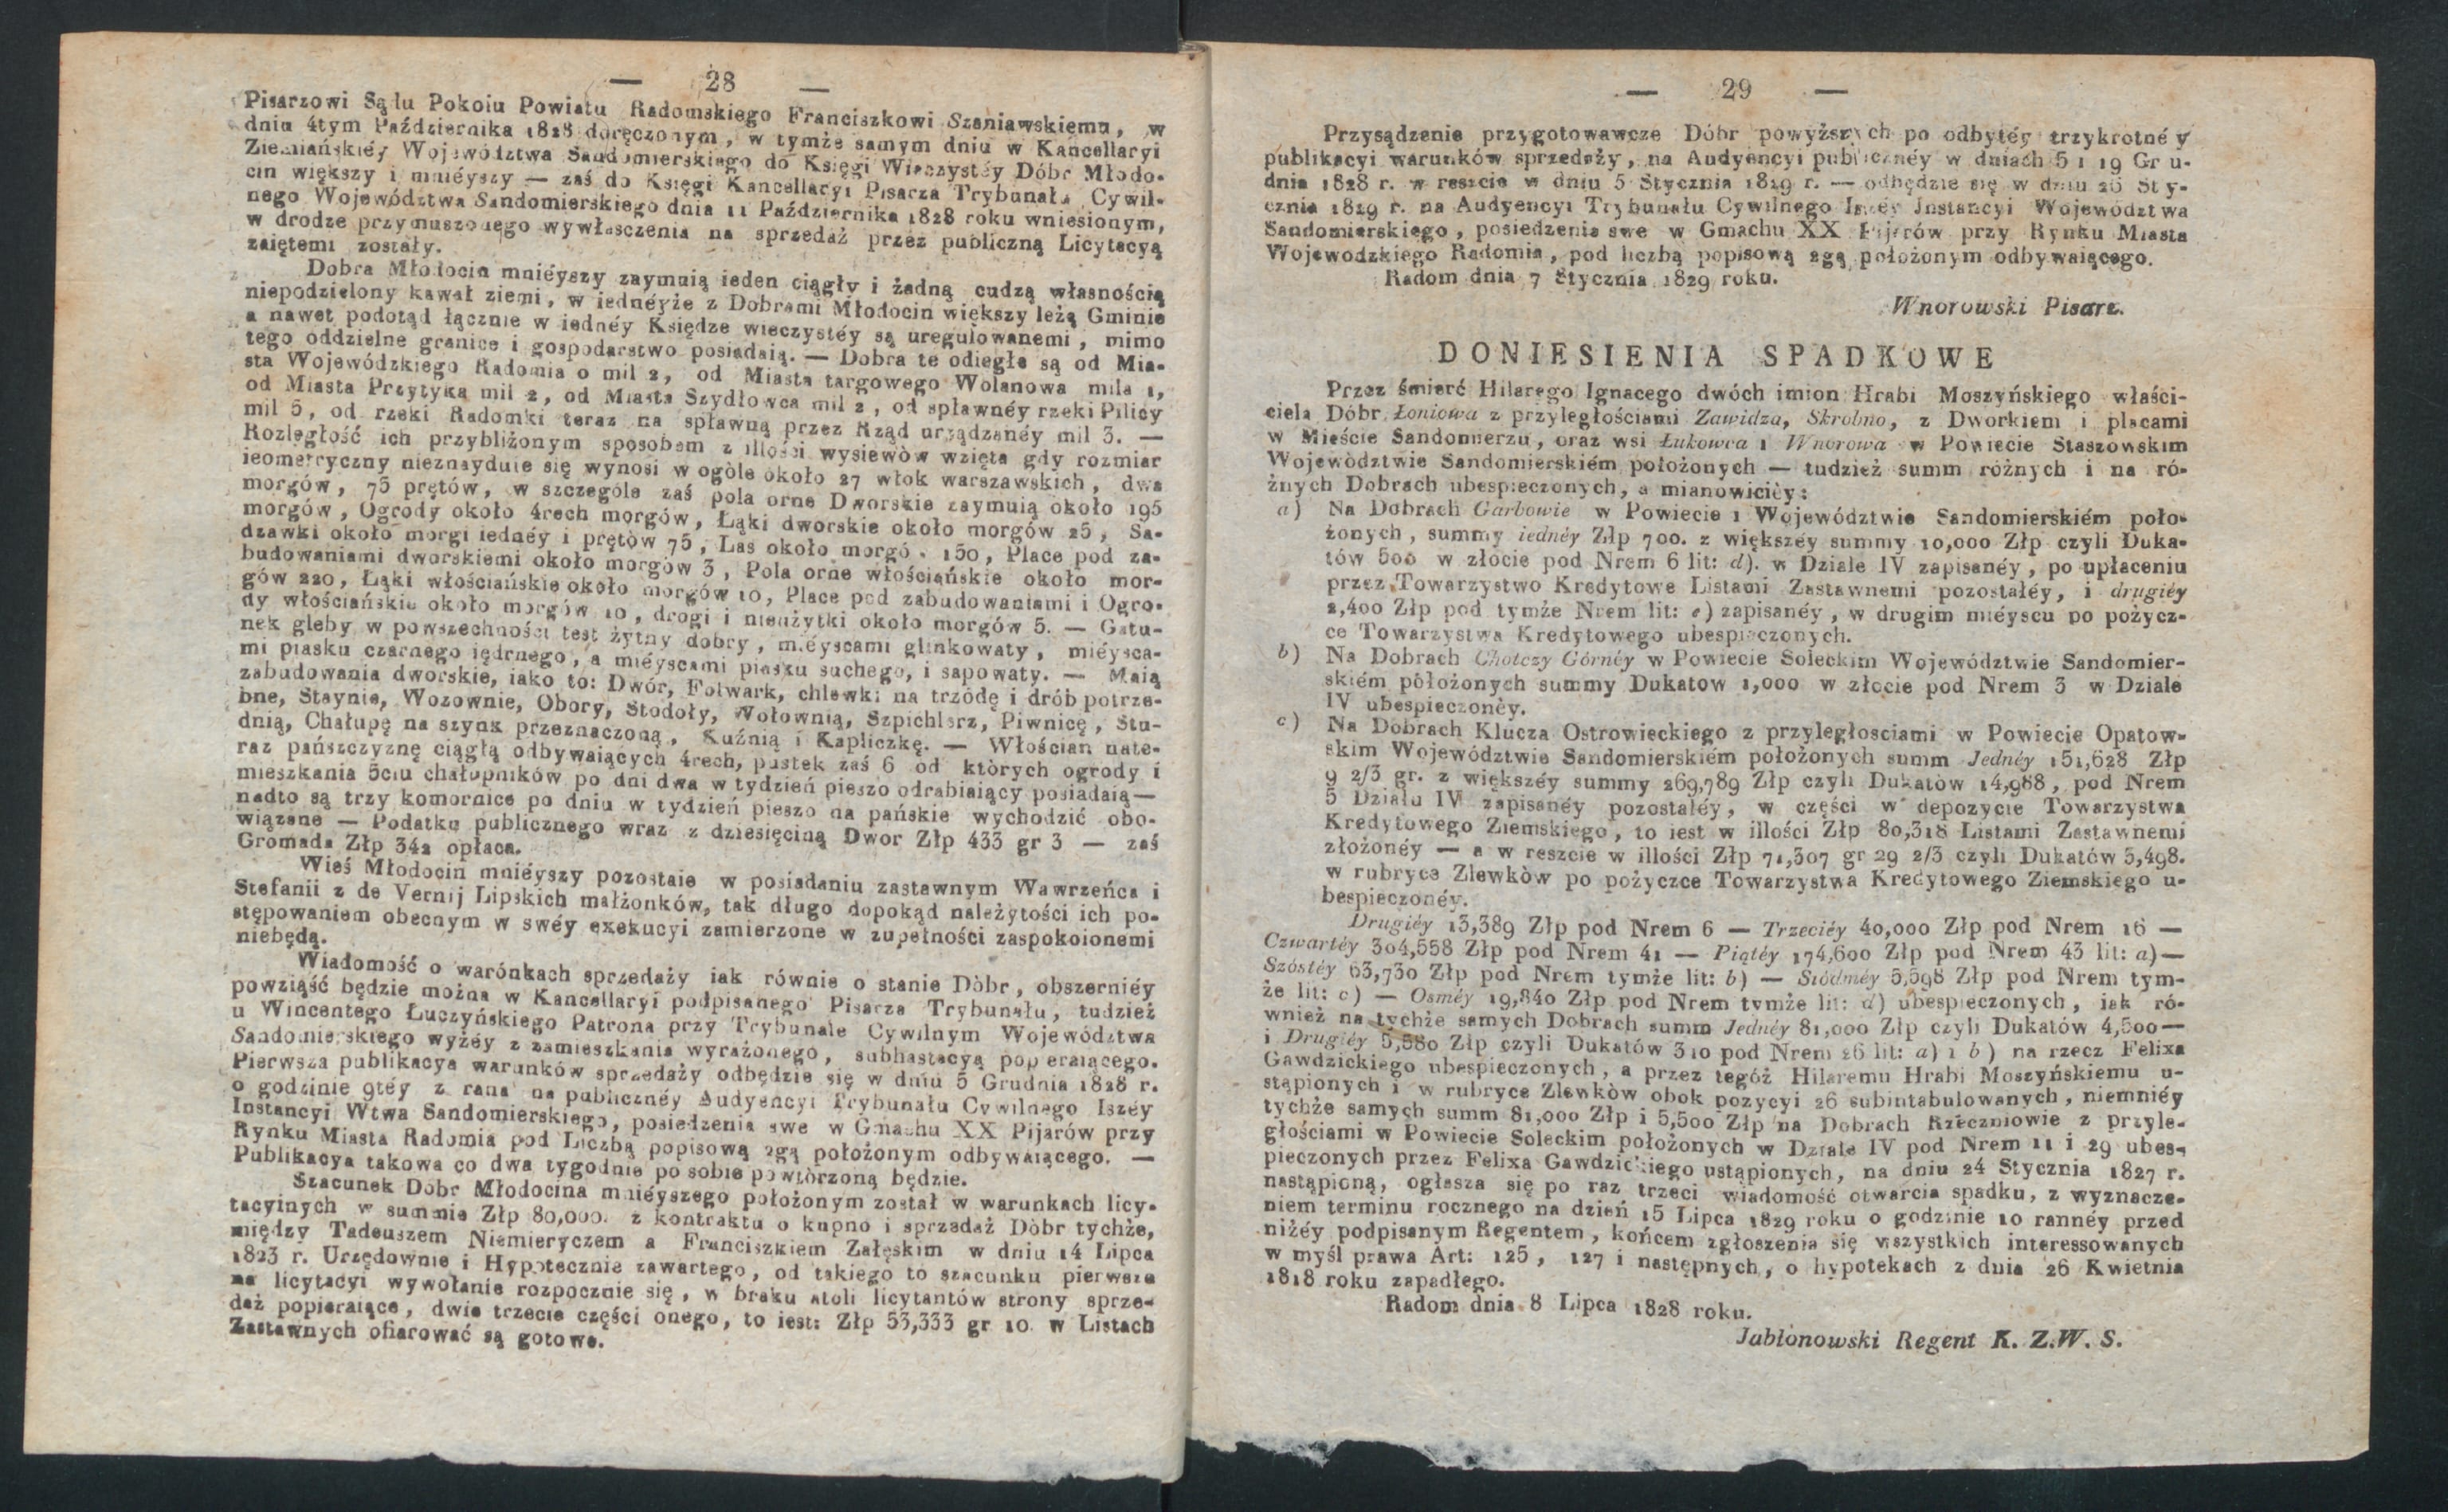 — 28 —
Pisarzowi Sądu Pokoiu Powiatu Radomskiego Franciszkowi Szaniawskiemu, w
dniu 4tym Października 1828 doręczonym, w tymże samym dniu w Kancellaryi
Ziemiańskiéy Województwa Sandomierskiego do Księgi Wieczystéy Dóbr Młodo-
cin większy i mniéyszy — zaś do Księgi Kancellaryi Pisarza Trybunału Cywil-
nego Województwa Sandomierskiego dnia 11 Października 1828 roku wniesionym,
w drodze przymuszonego wywłasczenia na sprzedaż przez publiczną Licytacyą
zaiętemi zostały.
Dobra Młodocin mniéyszy zaymuią ieden ciągły i żadną cudzą własnością
niepodzielony kawał ziemi, w iednéyże z Dobrami Młodocin większy leżą Gminie
a nawet podotąd łącznie w iednéy Księdze wieczystéy są uregulowanemi, mimo
tego oddzielne granice i gospodarstwo posiadaią. — Dobra te odległe są od Mia-
sta Wojewódzkiego Radomia o mil 2, od Miasta targowego Wolanowa mila 1,
od Miasta Przytyka mil 2, od Miasta Szydłowca mil 2, od spławnéy rzeki Pilicy
mil 5, od rzeki Radomki teraz na spławną przez Rząd urządzanéy mil 3. —
Rozległość ich przybliżonym sposobem z illości wysiewów wzięta gdy rozmiar
ieometryczny nieznayduie się wynosi w ogòle około 27 włok warszawskich, dwa
morgów, 75 prętów, w szczególe zaś pola orne Dworskie zaymuią około 195
morgów, Ogrody około 4rech morgów, Łąki dworskie około morgów 25, Sa-
dzawki około morgi iednéy i prętòw 75, Las około morgów 150, Place pod za-
budowaniami dworskiemi około morgów 3, Pola orne włościańskie około mor-
gów 220, Łąki włościańskie około morgów 10, Place pod zabudowaniami i Ogro-
dy włościańskie około morgów 10, drogi i nieużytki około morgów 5. — Gatu-
nek gleby w powszechności iest żytny dobry, miéyscami glinkowaty, miéysca-
mi piasku czarnego iędrnego, a miéyscami piasku suchego, i sapowaty. — Maią
zabudowania dworskie, iako to: Dwór, Folwark, chlewki na trzódę i drób potrze-
bne, Staynie, Wozownie, Obory, Stodoły, Wołownią, Szpichlerz, Piwnicę, Stu-
dnią, Chałupę na szynk przeznaczoną, Kuźnią i Kapliczkę. — Włościan nate-
raz pańszczyznę ciągłą odbywaiących 4rech, pustek zaś 6 od których ogrody i
mieszkania 5ciu chałupników po dni dwa w tydzień pieszo odrabiaiący posiadaią —
nadto są trzy komornice po dniu w tydzień pieszo na pańskie wychodzić obo-
wiązane — Podatku publicznego wraz z dziesięciną Dwor Złp 433 gr 3 — zaś
Gromada Złp 342 opłaca.
Wieś Młodocin mniéyszy pozostaie w posiadaniu zastawnym Wawrzeńca i
Stefanii z de Vernij Lipskich małżonków, tak długo dopokąd należytości ich po-
stępowaniem obecnym w swéy exekucyi zamierzone w zupełności zaspokoionemi
niebędą.
Wiadomość o warónkach sprzedaży iak równie o stanie Dòbr, obszerniéy
powziąść będzie można w Kancellaryi podpisanego Pisarza Trybunału, tudzież
u Wincentego Łuczyńskiego Patrona przy Trybunale Cywilnym Województwa
Sandomierskiego wyżéy z zamieszkania wyrażonego, subhastacyą popieraiącego.
Pierwsza publikacya warunków sprzedaży odbędzie się w dniu 5 Grudnia 1828 r.
o godzinie 9téy z rana na publicznéy Audyencyi Trybunału Cywilnego Iszéy
Instancyi Wtwa Sandomierskiego, posiedzenia swe w Gmachu XX Pijarów przy
Rynku Miasta Radomia pod Liczbą popisową 2gą położonym odbywaiącego. —
Publikacya takowa co dwa tygodnie po sobie powtòrzoną będzie.
Szacunek Dobr Młodocina mniéyszego położonym został w warunkach licy-
tacyinych w summie Złp 80,000. z kontraktu o kupno i sprzedaż Dòbr tychże,
między Tadeuszem Niemieryczem a Franciszkiem Załęskim w dniu 14 Lipca
1823 r. Urzędownie i Hypotecznie zawartego, od takiego to szacunku pierwsze
na licytacyi wywołanie rozpocznie się, w braku atoli licytantów strony sprze-
daż popieraiące, dwie trzecie części onego, to iest: Złp 53,333 gr 10 w Listach
Zastawnych ofiarować są gotowe.
— 29 —
Przysądzenie przygotowawcze Dóbr powyższych po odbytéy trzykrotnéy
publikacyi warunków sprzedaży, na Audyencyi publicznéy w dniach 5 i 19 Gru-
dnia 1828 r. w reszcie w dniu 5 Stycznia 1829 r. — odbędzie się w dniu 26 Sty-
cznia 1829 r. na Audyencyi Trybunału Cywilnego Iszéy Jnstancyi Województwa
Sandomierskiego, posiedzenia swe w Gmachu XX Pijarów przy Rynku Miasta
Wojewodzkiego Radomia, pod liczbą popisową 2gą położonym odbywaiącego.
Radom dnia 7 Stycznia 1829 roku.
Wnorowski Pisarz.
DONIESIENIA SPADKOWE
Przez śmierć Hilarego Ignacego dwóch imion Hrabi Moszyńskiego właści-
ciela Dóbr Łoniowa z przyległościami Zawidza, Skrobno, z Dworkiem i placami
w Mieście Sandomierzu, oraz wsi Łukowca i Wnorowa w Powiecie Staszowskim
Wojewòdztwie Sandomierskiém położonych — tudzież summ różnych i na ró-
żnych Dobrach ubespieczonych, a mianowiciéy:
a) Na Dobrach Garbowie w Powiecie i Województwie Sandomierskiém poło-
żonych, summy iednéy Złp 700. z większéy summy 10,000 Złp czyli Duka-
tów 500 w złocie pod Nrem 6 lit: d). w Dziale IV zapisanéy, po upłaceniu
przez Towarzystwo Kredytowe Listami Zastawnemi pozostałéy, i drugiéy
2,400 Złp pod tymże Nrem lit: e) zapisanéy, w drugim miéyscu po pożycz-
ce Towarzystwa Kredytowego ubespieczonych.
b) Na Dobrach Chotczy Górnéy w Powiecie Soleckim Województwie Sandomier-
skiém położonych summy Dukatow 1,000 w złocie pod Nrem 3 w Dziale
IV ubespieczonéy.
c) Na Dobrach Klucza Ostrowieckiego z przyległosciami w Powiecie Opatow-
skim Województwie Sandomierskiém położonych summ Jednéy 151,628 Złp
9 2/3 gr. z większéy summy 269,789 Złp czyli Dukatów 14,988, pod Nrem
5 Działu IV zapisanéy pozostałéy, w części w depozycie Towarzystwa
Kredytowego Ziemskiego, to iest w illości Złp 80,318 Listami Zastawnemi
złożonéy — a w reszcie w illości Złp 71,307 gr 29 2/3 czyli Dukatów 3,498.
w rubryce Zlewków po pożyczce Towarzystwa Kredytowego Ziemskiego u-
bespieczonéy.
Drugiéy 13,389 Złp pod Nrem 6 — Trzeciéy 40,000 Złp pod Nrem 16 —
Czwartéy 304,558 Złp pod Nrem 41 — Piątéy 174,600 Złp pod Nrem 43 lit: a) —
Szóstéy 63,730 Złp pod Nrem tymże lit: b) — Siódméy 5,598 Złp pod Nrem tym-
że lit: c) — Osméy 19,840 Złp pod Nrem tymże lit: d) ubespieczonych, iak ró-
wnież na tychże samych Dobrach summ Jednéy 81,000 Złp czyli Dukatów 4,500 —
i Drugiéy 5,580 Złp czyli Dukatów 310 pod Nrem 26 lit: a) i b) na rzecz Felixa
Gawdzickiego ubespieczonych, a przez tegóż Hilaremu Hrabi Moszyńskiemu u-
stąpionych i w rubryce Zlewków obok pozycyi 26 subintabulowanych, niemniéy
tychże samych summ 81,000 Złp i 5,500 Złp na Dobrach Rzeczniowie z przyle-
głościami w Powiecie Soleckim położonych w Dziale IV pod Nrem 11 i 29 ubes-
pieczonych przez Felixa Gawdzickiego ustąpionych, na dniu 24 Stycznia 1827 r.
nastąpioną, ogłasza się po raz trzeci wiadomość otwarcia spadku, z wyznacze-
niem terminu rocznego na dzień 15 Lipca 1829 roku o godzinie 10 rannéy przed
niżéy podpisanym Regentem, końcem zgłoszenia się wszystkich interessowanych
w myśl prawa Art: 125, 127 i następnych, o hypotekach z dnia 26 Kwietnia
1818 roku zapadłego.
Radom dnia 8 Lipca 1828 roku.
Jabłonowski Regent K. Z. W. S.